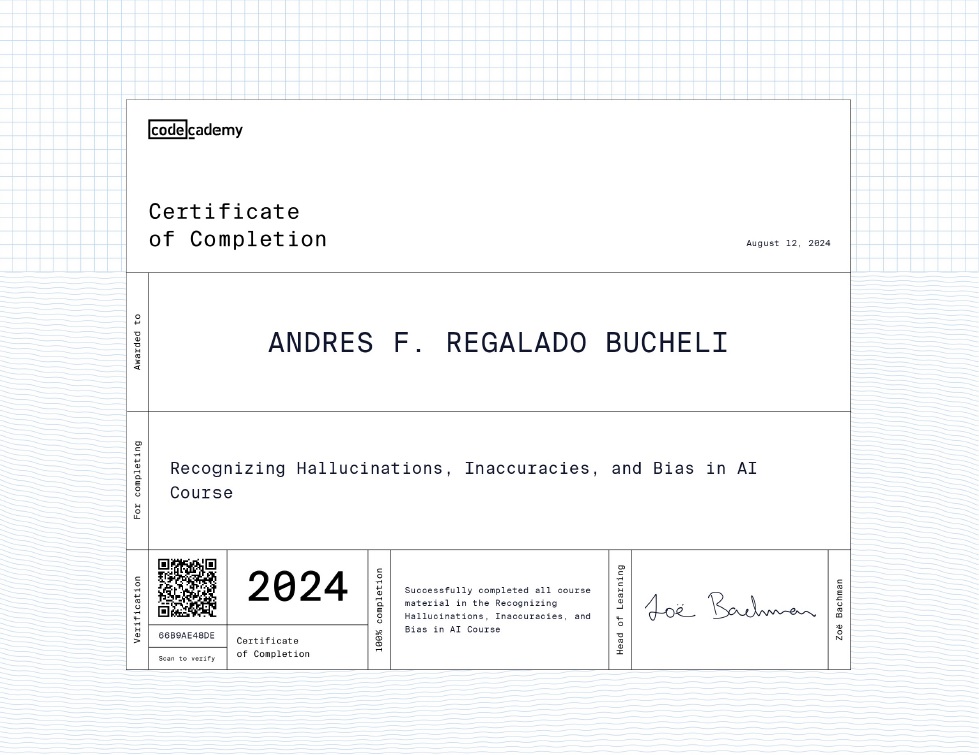 codecademy
Certificate
of Completion
August 12, 2024
Awarded to
ANDRES F. REGALADO BUCHELI
For completing
Recognizing Hallucinations, Inaccuracies, and Bias in AI
Course
Verification
66B9AE48DE
Scan to verify
2024
Certificate
of Completion
100% completion
Successfully completed all course
material in the Recognizing
Hallucinations, Inaccuracies, and
Bias in AI Course
Head of Learning
Zoë Bachman
Zoë Bachman